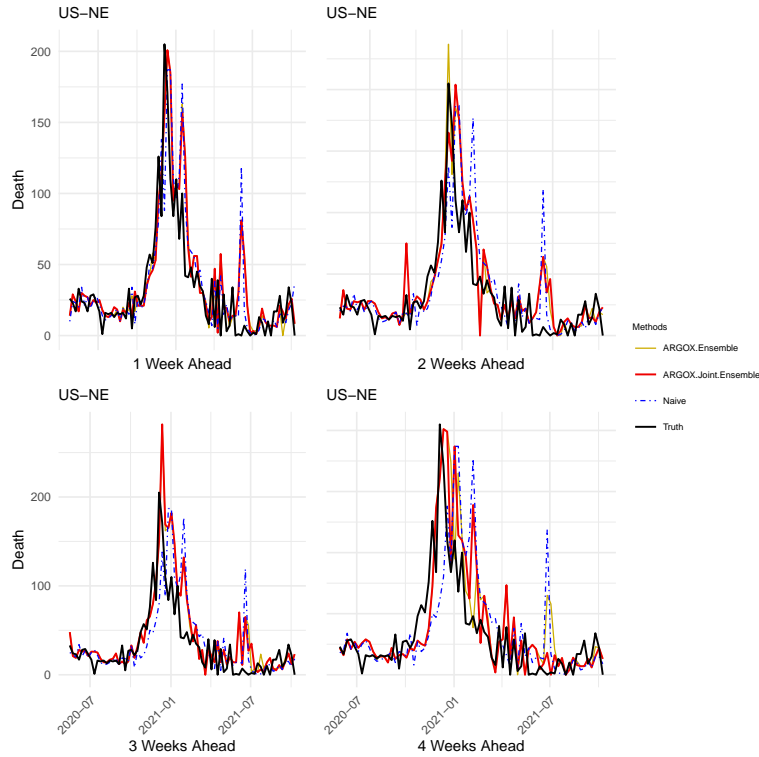 US−NE
US−NE
Death
200
150
100
50
0
1 Week Ahead
2 Weeks Ahead
Methods
ARGOX.Ensemble
ARGOX.Joint.Ensemble
Naive
Truth
US−NE
US−NE
Death
200
100
0
2020−07
2021−01
2021−07
2020−07
2021−01
2021−07
3 Weeks Ahead
4 Weeks Ahead